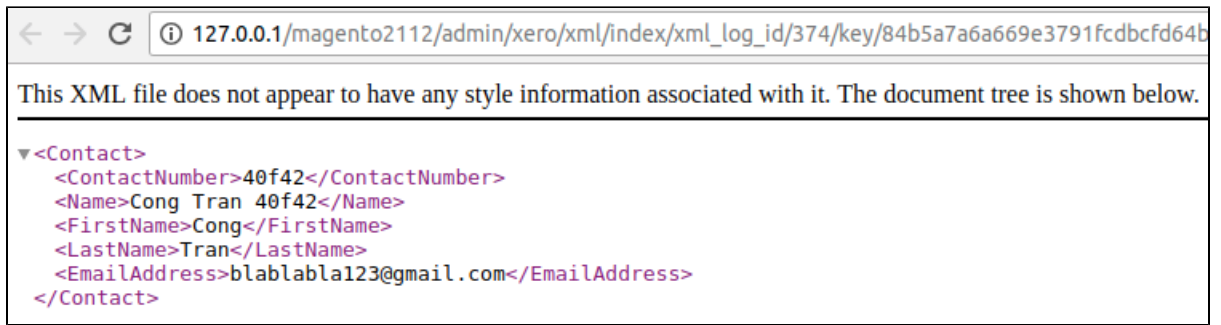 127.0.0.1/magento2112/admin/xero/xml/index/xml_log_id/374/key/84b5a7a6a669e3791fcdbcfd64b
This XML file does not appear to have any style information associated with it. The document tree is shown below.
▼<Contact>
<ContactNumber>40f42</ContactNumber>
<Name>Cong Tran 40f42</Name>
<FirstName>Cong</FirstName>
<LastName>Tran</LastName>
<EmailAddress>blablabla123@gmail.com</EmailAddress>
</Contact>